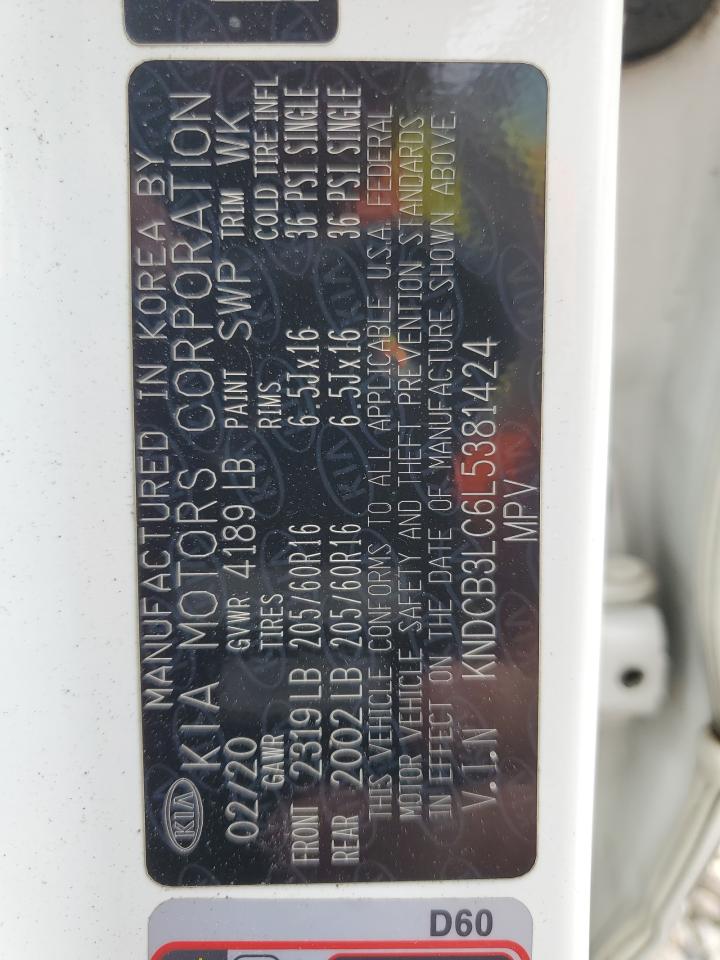 MANUFACTURED IN KOREA BY
KIA KIA MOTORS CORPORATION
02/20 GVWR 4189 LB PAINT SWP TRIM WK
GAWR TIRES RIMS COLD TIRE INFL
FRONT 2319 LB 205/60R16 6.5Jx16 36 PSI SINGLE
REAR 2002 LB 205/60R16 6.5Jx16 36 PSI SINGLE
THIS VEHICLE CONFORMS TO ALL APPLICABLE U.S.A. FEDERAL
MOTOR VEHICLE SAFETY AND THEFT PREVENTION STANDARDS
IN EFFECT ON THE DATE OF MANUFACTURE SHOWN ABOVE.
V.I.N KNDCB3LC6L5381424
MPV
D60